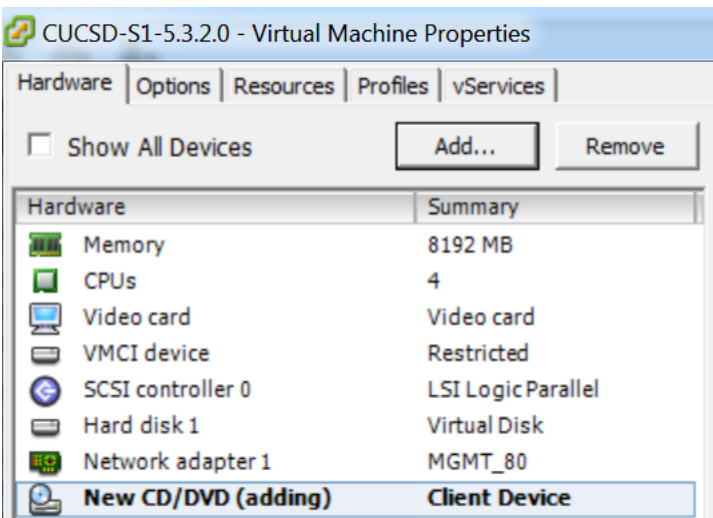 CUCSD-S1-5.3.2.0 - Virtual Machine Properties
Hardware Options Resources Profiles vServices
Show All Devices Add... Remove
Hardware Summary
Memory 8192 MB
CPUs 4
Video card Video card
VMCI device Restricted
SCSI controller 0 LSI Logic Parallel
Hard disk 1 Virtual Disk
Network adapter 1 MGMT_80
New CD/DVD (adding) Client Device